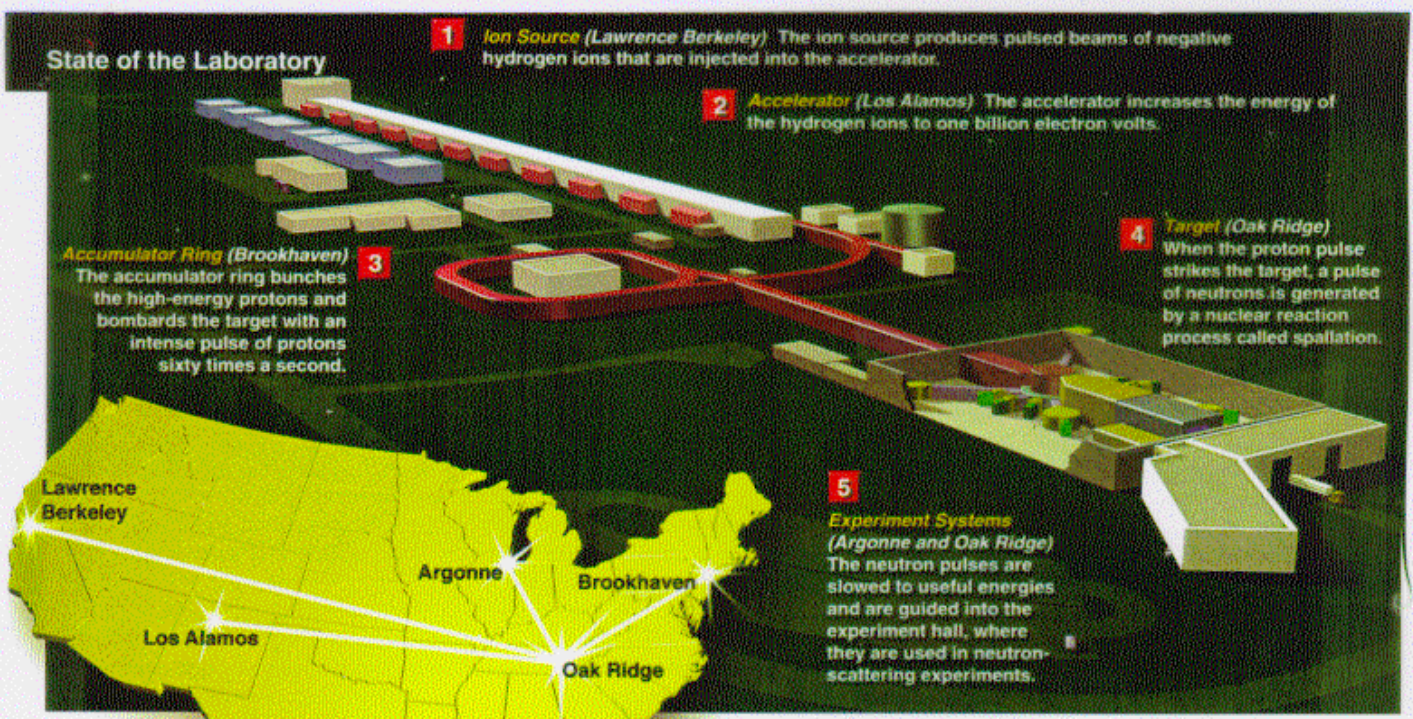 State of the Laboratory
1
Ion Source (Lawrence Berkeley) The ion source produces pulsed beams of negative
hydrogen ions that are injected into the accelerator.
2
Accelerator (Los Alamos) The accelerator increases the energy of
the hydrogen ions to one billion electron volts.
Accumulator Ring (Brookhaven)
3
The accumulator ring bunches
the high-energy protons and
bombards the target with an
intense pulse of protons
sixty times a second.
4
Target (Oak Ridge)
When the proton pulse
strikes the target, a pulse
of neutrons is generated
by a nuclear reaction
process called spallation.
5
Experiment Systems
(Argonne and Oak Ridge)
The neutron pulses are
slowed to useful energies
and are guided into the
experiment hall, where
they are used in neutron-
scattering experiments.
Lawrence
Berkeley
Argonne
Brookhaven
Los Alamos
Oak Ridge